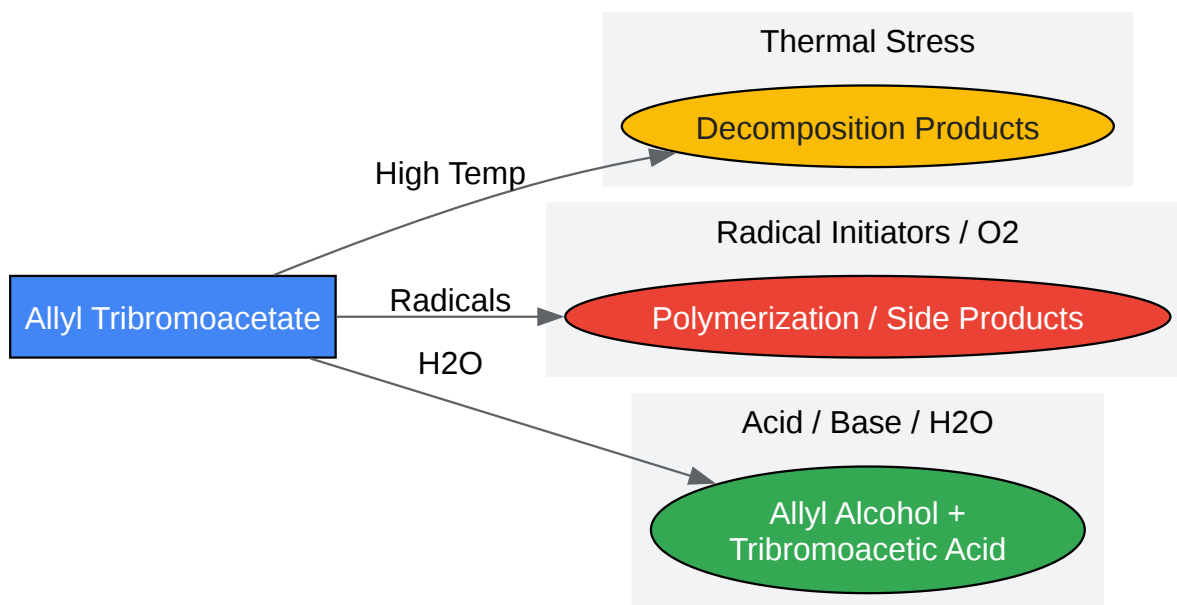 Thermal Stress
Decomposition Products
High Temp
Radical Initiators / O2
Allyl Tribromoacetate
Radicals
Polymerization / Side Products
H2O
Acid / Base / H2O
Allyl Alcohol +
Tribromoacetic Acid